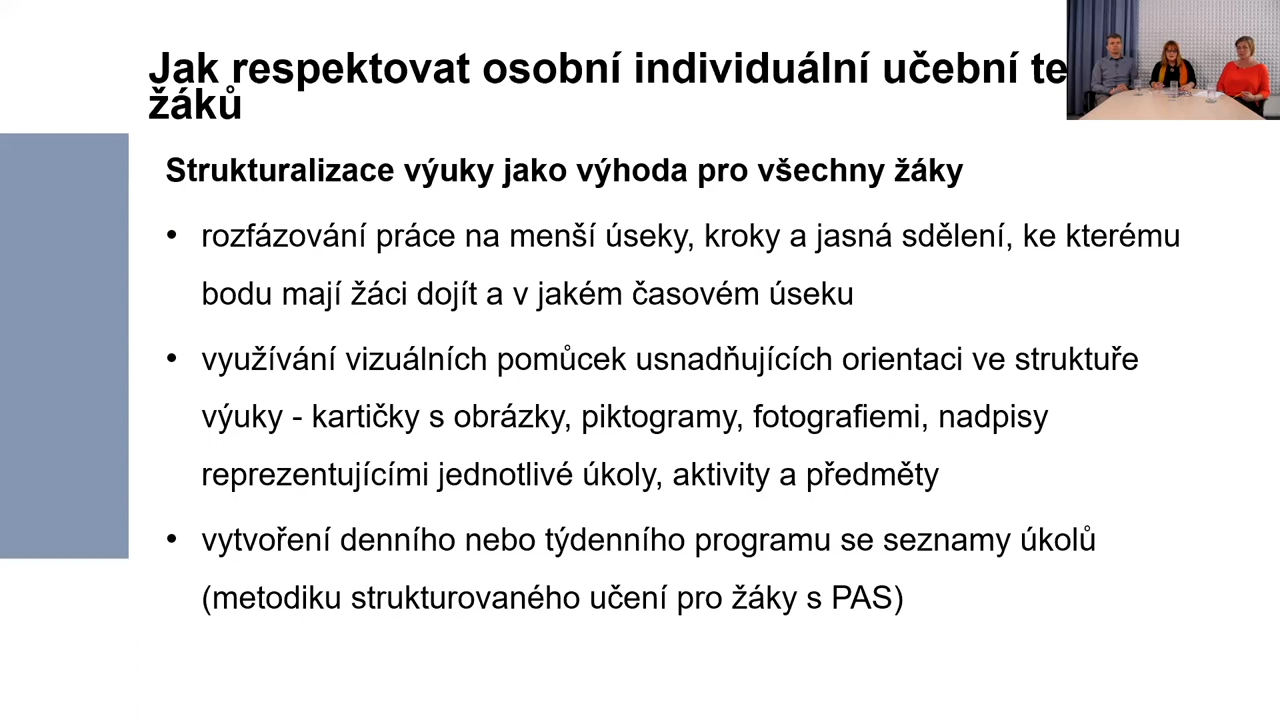 Jak respektovat osobní individuální učební
žáků
Strukturalizace výuky jako výhoda pro všechny žáky
• rozfázování práce na menší úseky, kroky a jasná sdělení, ke kterému
bodu mají žáci dojít a v jakém časovém úseku
• využívání vizuálních pomůcek usnadňujících orientaci ve struktuře
výuky - kartičky s obrázky, piktogramy, fotografiemi, nadpisy
reprezentujícími jednotlivé úkoly, aktivity a předměty
• vytvoření denního nebo týdenního programu se seznamy úkolů
(metodiku strukturovaného učení pro žáky s PAS)